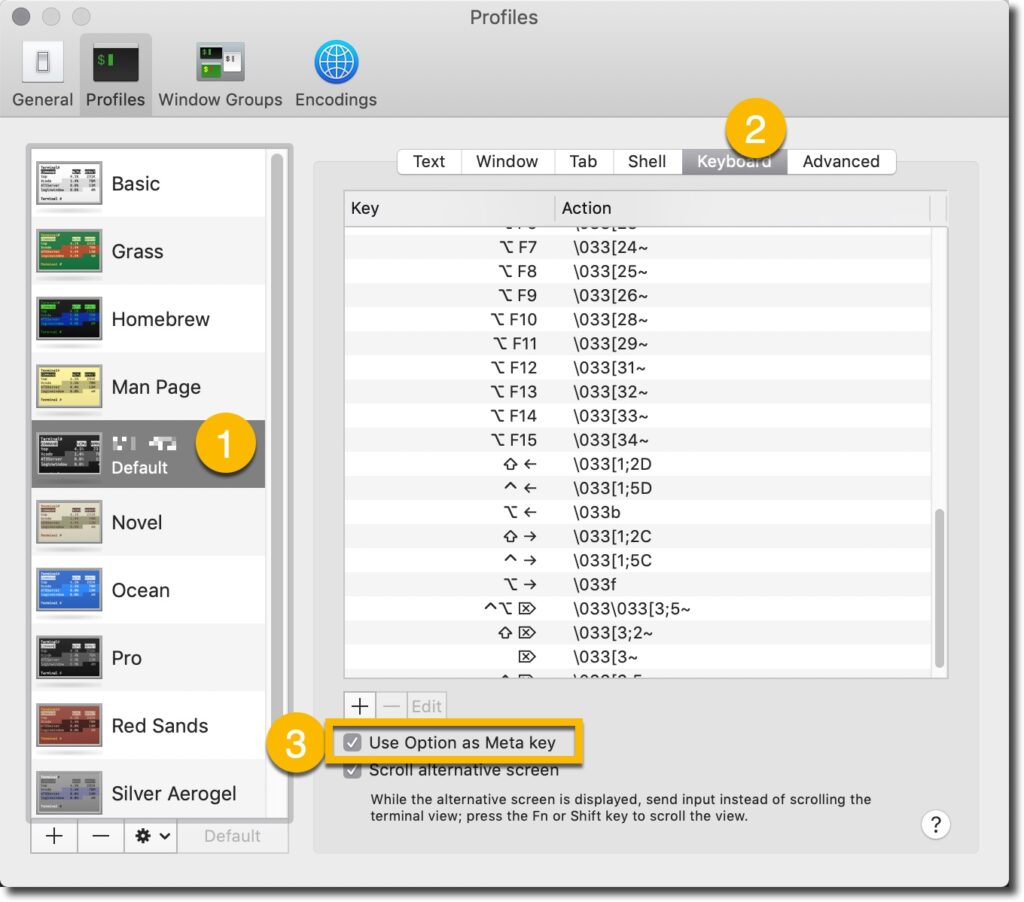 Profiles
General
Profiles
Window Groups
Encodings
Basic
Grass
Homebrew
Man Page
Default
Novel
Ocean
Pro
Red Sands
Silver Aerogel
Default
1
2
Text
Window
Tab
Shell
Keyboard
Advanced
Key Action
⌥ F7 \033[24~
⌥ F8 \033[25~
⌥ F9 \033[26~
⌥ F10 \033[28~
⌥ F11 \033[29~
⌥ F12 \033[31~
⌥ F13 \033[32~
⌥ F14 \033[33~
⌥ F15 \033[34~
⇧ ← \033[1;2D
^ ← \033[1;5D
⌥ ← \033b
⇧ → \033[1;2C
^ → \033[1;5C
⌥ → \033f
^⌥ ⌦ \033\033[3;5~
⇧ ⌦ \033[3;2~
⌦ \033[3~
Edit
3
Use Option as Meta key
Scroll alternative screen
While the alternative screen is displayed, send input instead of scrolling the
terminal view; press the Fn or Shift key to scroll the view.
?